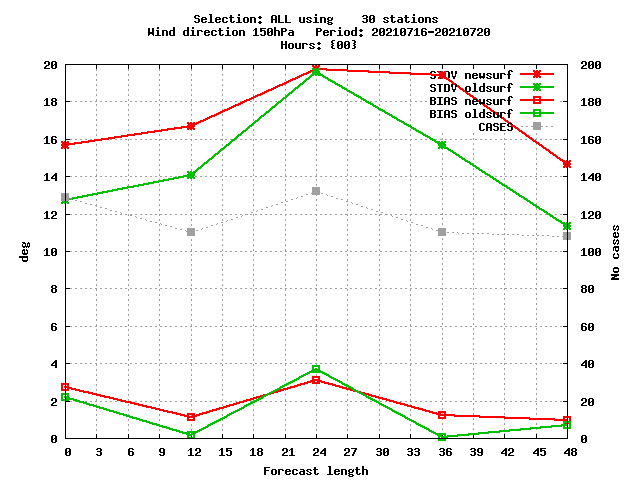 Selection: ALL using    30 stations
Wind direction 150hPa   Period: 20210716-20210720
Hours: {00}
20 200
STDV newsurf
STDV oldsurf
18 180
BIAS newsurf
BIAS oldsurf
CASES
16 160
14 140
12 120
deg
No cases
10 100
8 80
6 60
4 40
2 20
0 0
0 3 6 9 12 15 18 21 24 27 30 33 36 39 42 45 48
Forecast length